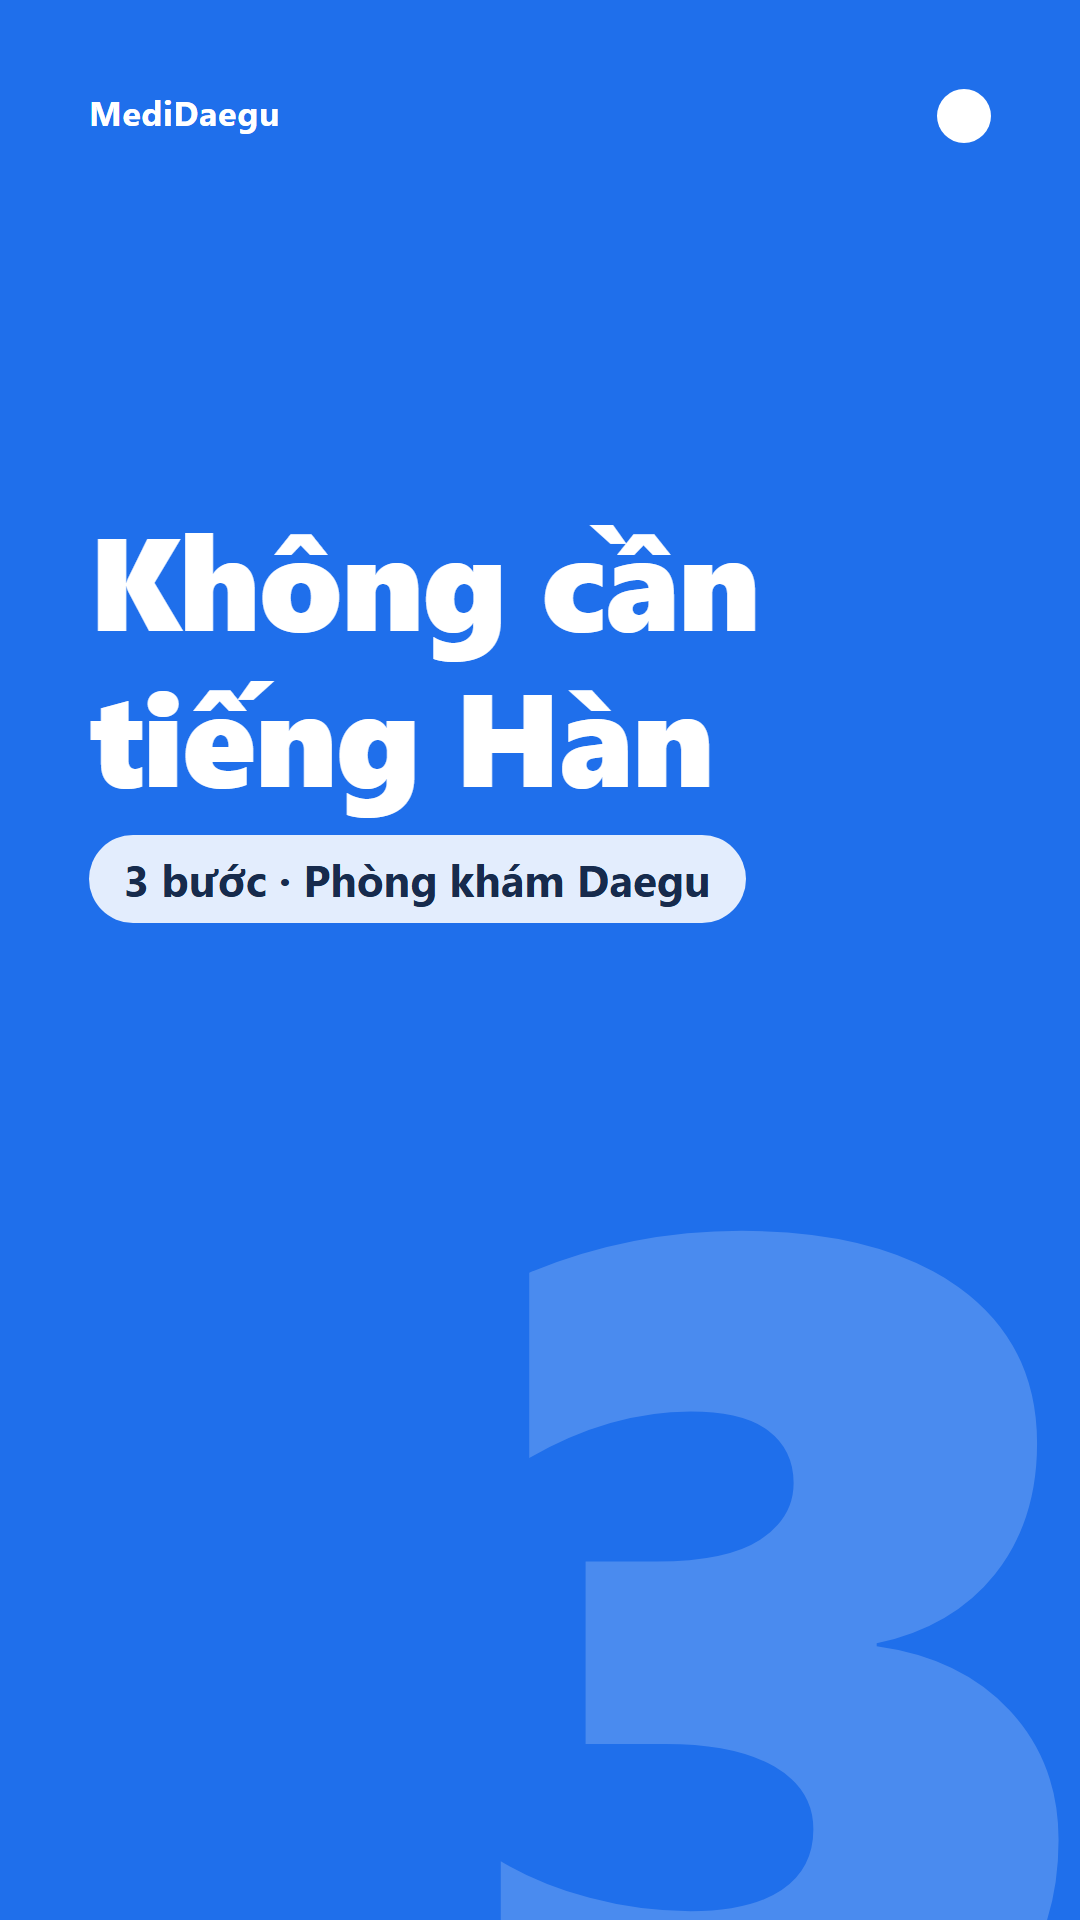 MediDaegu
Không cần
tiếng Hàn
3 bước · Phòng khám Daegu
3